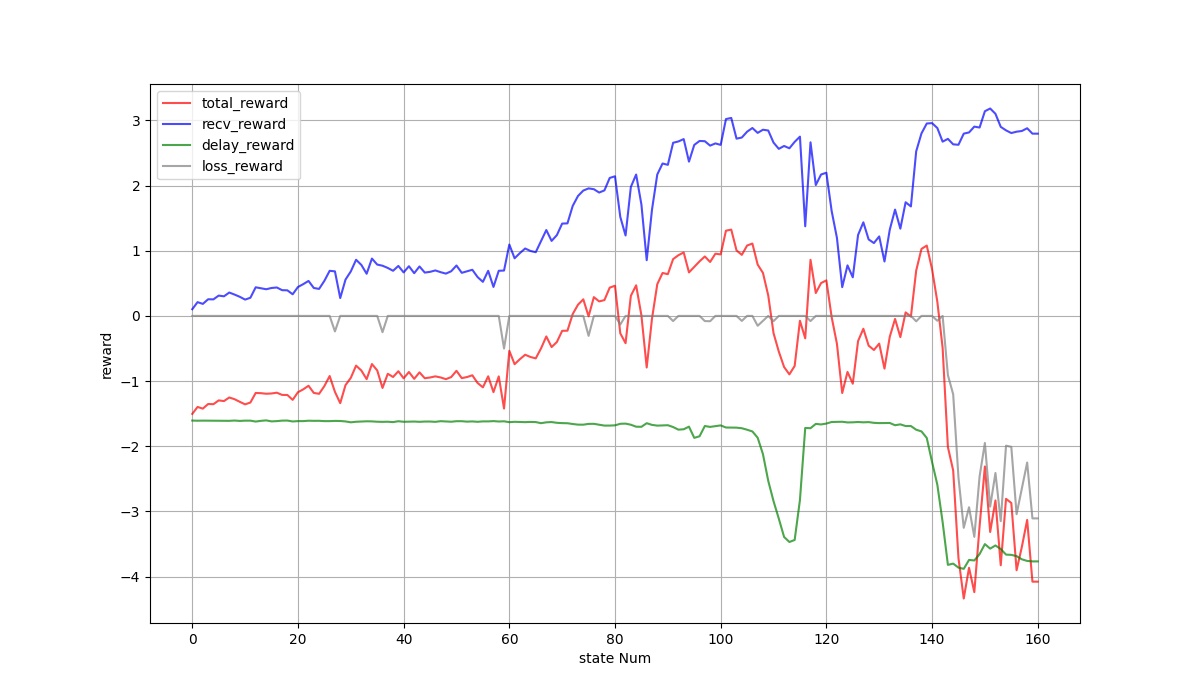 total_reward
recv_reward
delay_reward
loss_reward
3
2
1
0
−1
−2
−3
−4
reward
0 20 40 60 80 100 120 140 160
state Num